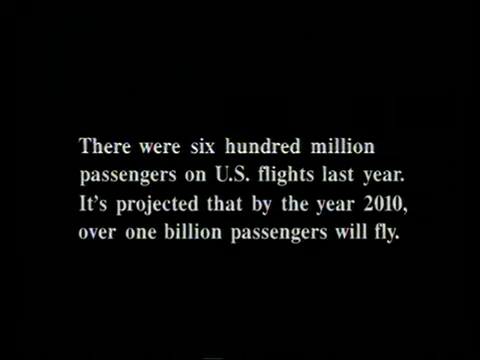 There were six hundred million
passengers on U.S. flights last year.
It's projected that by the year 2010,
over one billion passengers will fly.